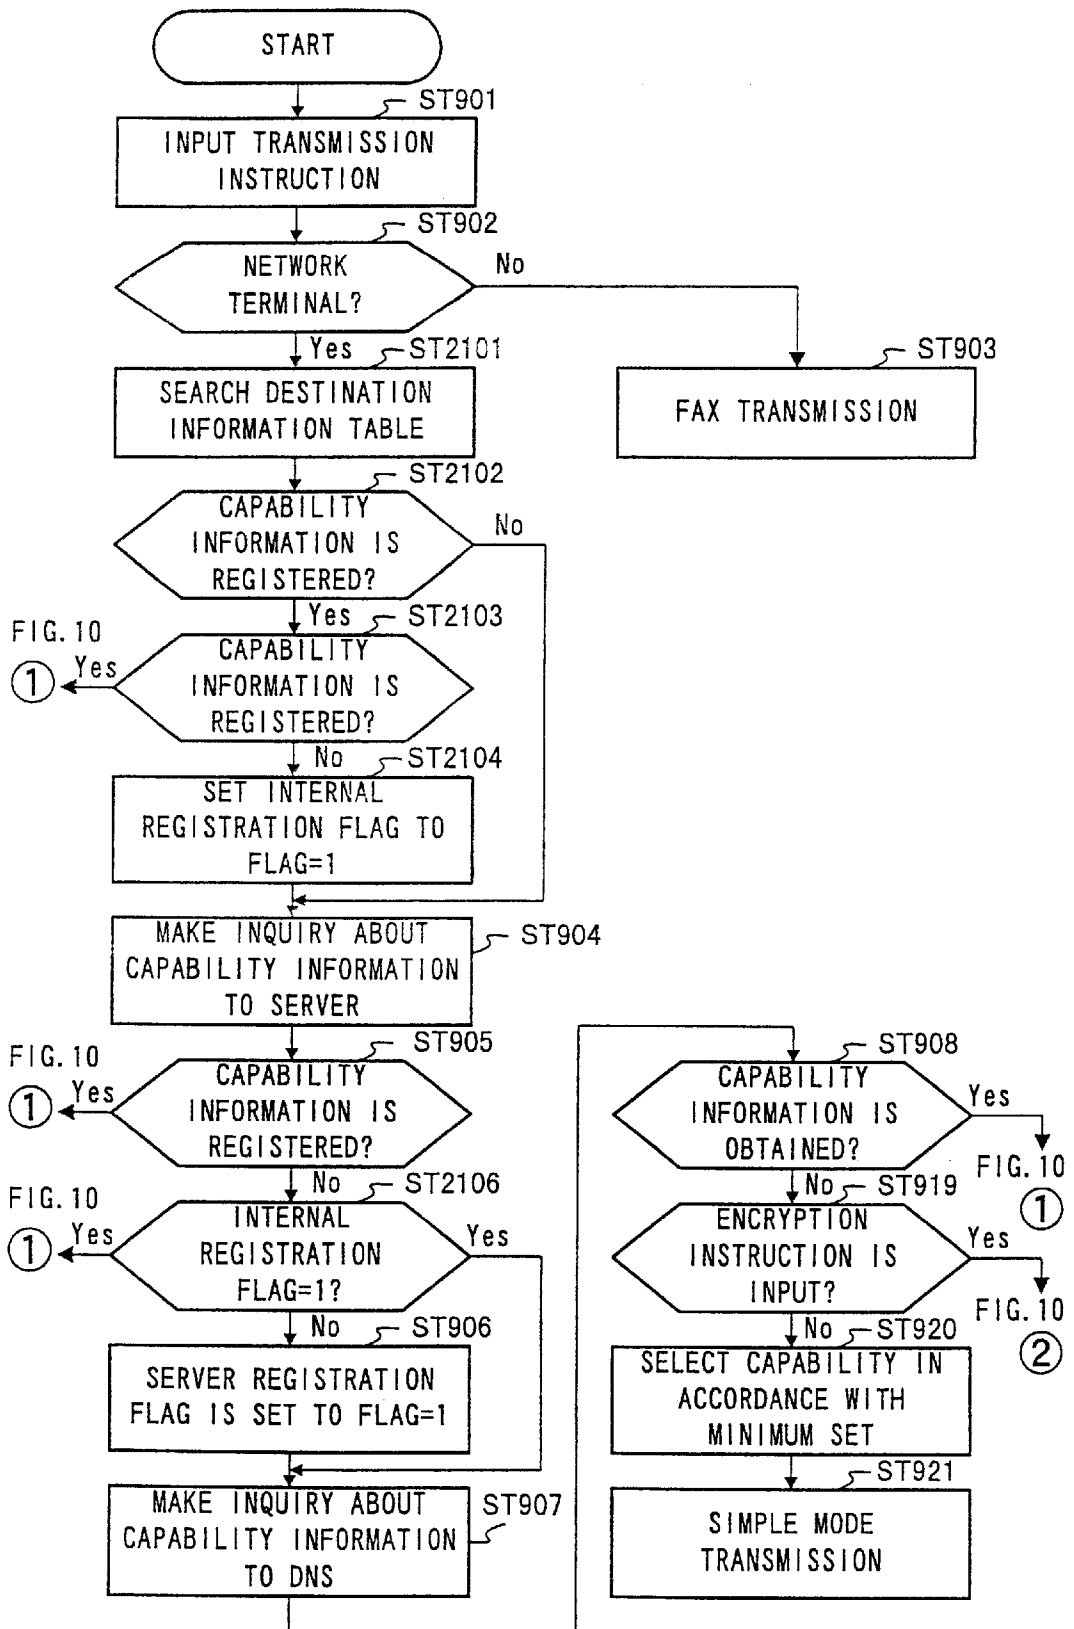 START
ST901
INPUT TRANSMISSION
INSTRUCTION
ST902
NETWORK
TERMINAL?
No
Yes
ST2101
SEARCH DESTINATION
INFORMATION TABLE
ST903
FAX TRANSMISSION
ST2102
CAPABILITY
INFORMATION IS
REGISTERED?
No
Yes
ST2103
FIG. 10
1
Yes
CAPABILITY
INFORMATION IS
REGISTERED?
No
ST2104
SET INTERNAL
REGISTRATION FLAG TO
FLAG=1
MAKE INQUIRY ABOUT
CAPABILITY INFORMATION
TO SERVER
ST904
ST905
FIG. 10
1
Yes
CAPABILITY
INFORMATION IS
REGISTERED?
No
ST2106
FIG. 10
1
Yes
INTERNAL
REGISTRATION
FLAG=1?
Yes
No
ST906
SERVER REGISTRATION
FLAG IS SET TO FLAG=1
MAKE INQUIRY ABOUT
CAPABILITY INFORMATION
TO DNS
ST907
ST908
CAPABILITY
INFORMATION IS
OBTAINED?
Yes
FIG. 10
1
No
ST919
ENCRYPTION
INSTRUCTION IS
INPUT?
Yes
FIG. 10
2
No
ST920
SELECT CAPABILITY IN
ACCORDANCE WITH
MINIMUM SET
ST921
SIMPLE MODE
TRANSMISSION